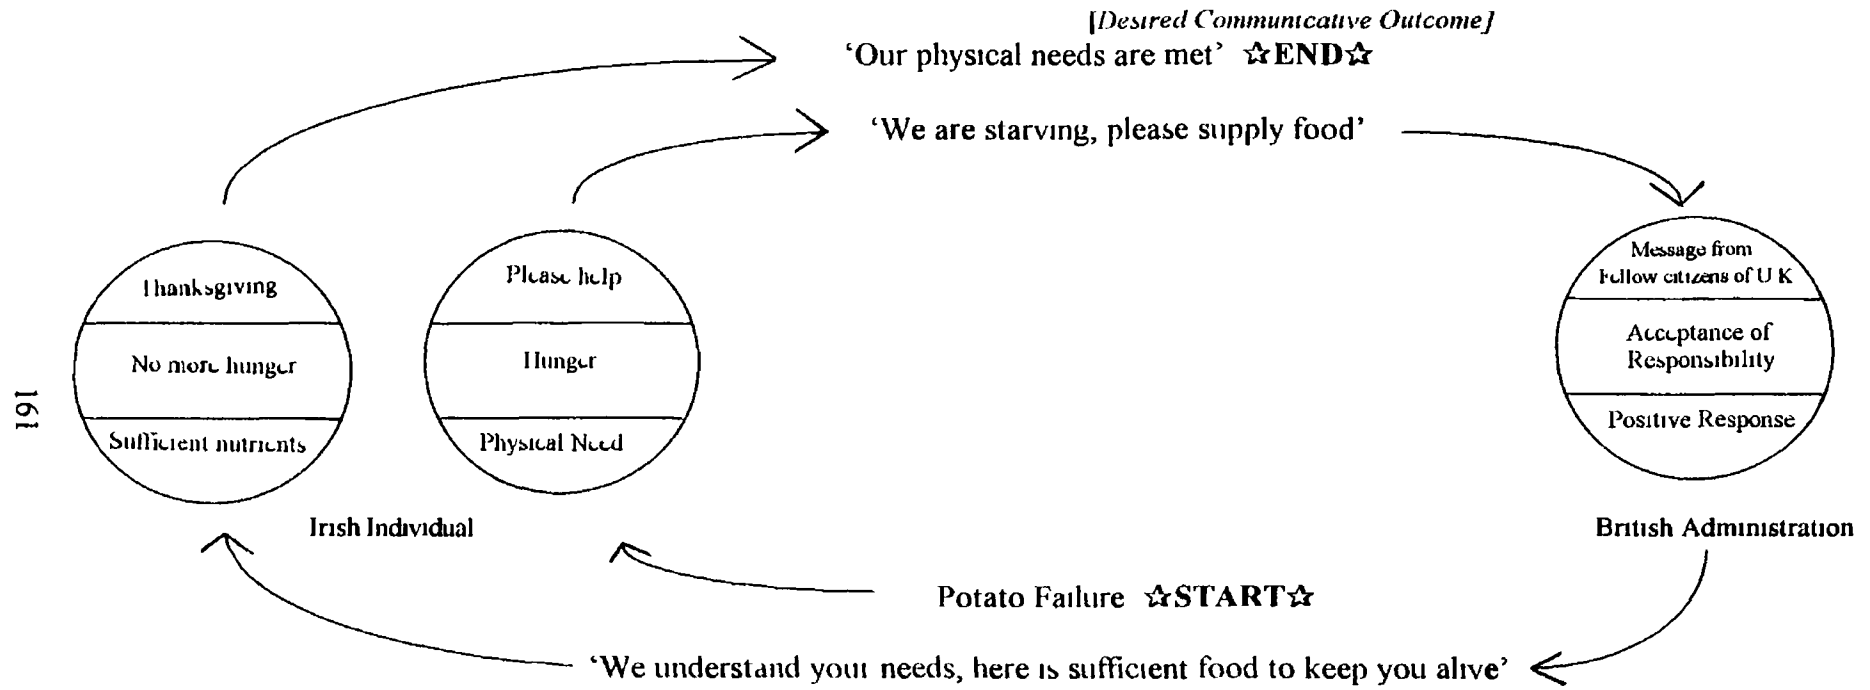 [Desired Communicative Outcome]
‘Our physical needs are met’ ☆END☆
‘We are starving, please supply food’
Thanksgiving
No more hunger
Sufficient nutrients
Please help
Hunger
Physical Need
Message from
Fellow citizens of U K
Acceptance of
Responsibility
Positive Response
Irish Individual
British Administration
Potato Failure ☆START☆
‘We understand your needs, here is sufficient food to keep you alive’
161